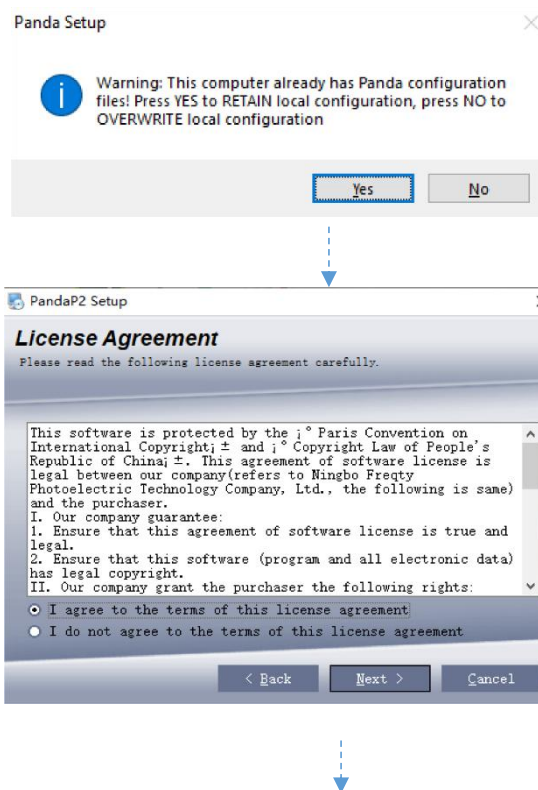 Panda Setup
Warning: This computer already has Panda configuration
files! Press YES to RETAIN local configuration, press NO to
OVERWRITE local configuration
Yes
No
PandaP2 Setup
License Agreement
Please read the following license agreement carefully.
This software is protected by the ¡° Paris Convention on
International Copyright¡± and ¡° Copyright Law of People's
Republic of China¡±. This agreement of software license is
legal between our company(refers to Ningbo Freqty
Photoelectric Technology Company, Ltd., the following is same)
and the purchaser.
I. Our company guarantee:
1. Ensure that this agreement of software license is true and
legal.
2. Ensure that this software (program and all electronic data)
has legal copyright.
II. Our company grant the purchaser the following rights:
I agree to the terms of this license agreement
I do not agree to the terms of this license agreement
< Back
Next >
Cancel